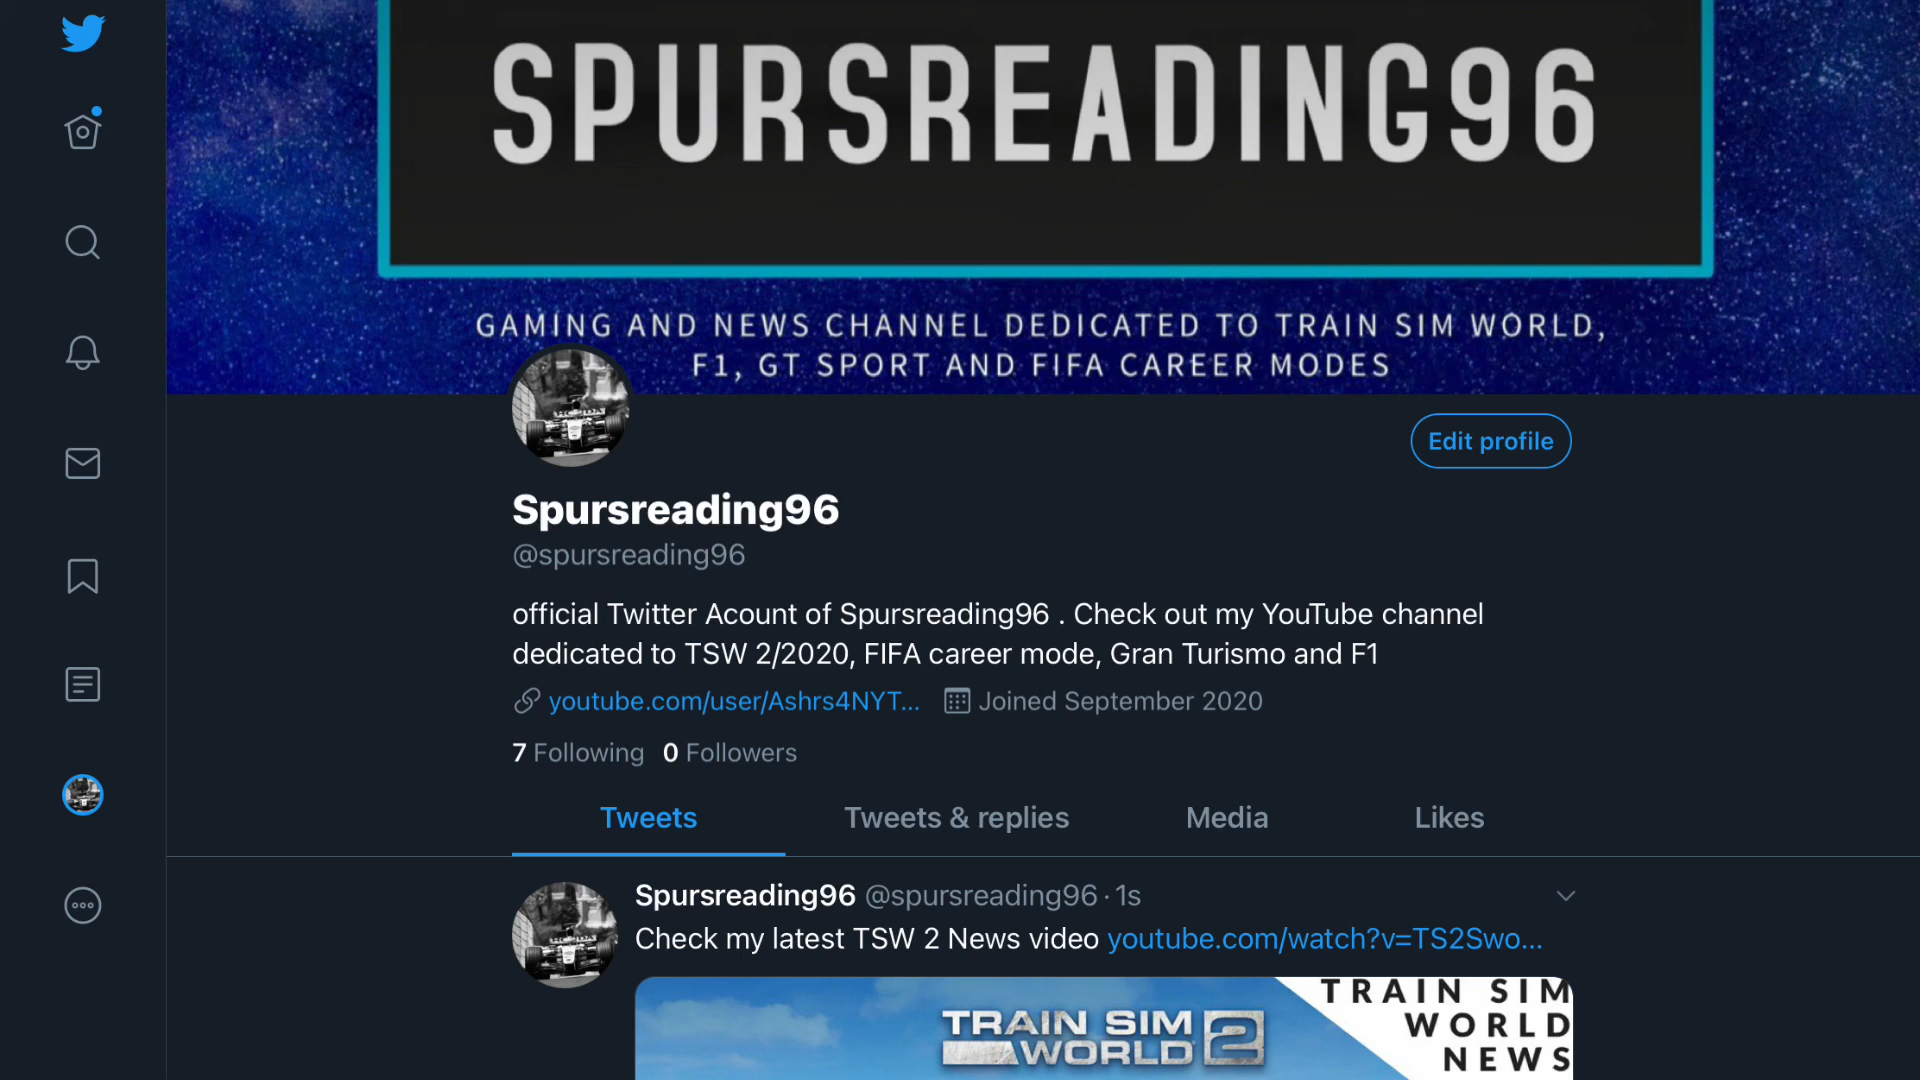 SPURSREADING96
GAMING AND NEWS CHANNEL DEDICATED TO TRAIN SIM WORLD,
F1, GT SPORT AND FIFA CAREER MODES
Edit profile
Spursreading96
@spursreading96
official Twitter Acount of Spursreading96 . Check out my YouTube channel
dedicated to TSW 2/2020, FIFA career mode, Gran Turismo and F1
youtube.com/user/Ashrs4NYT... Joined September 2020
7 Following 0 Followers
Tweets Tweets & replies Media Likes
Spursreading96 @spursreading96 · 1s
Check my latest TSW 2 News video youtube.com/watch?v=TS2Swo...
TRAIN SIM
WORLD 2
TRAIN SIM
WORLD
NEWS